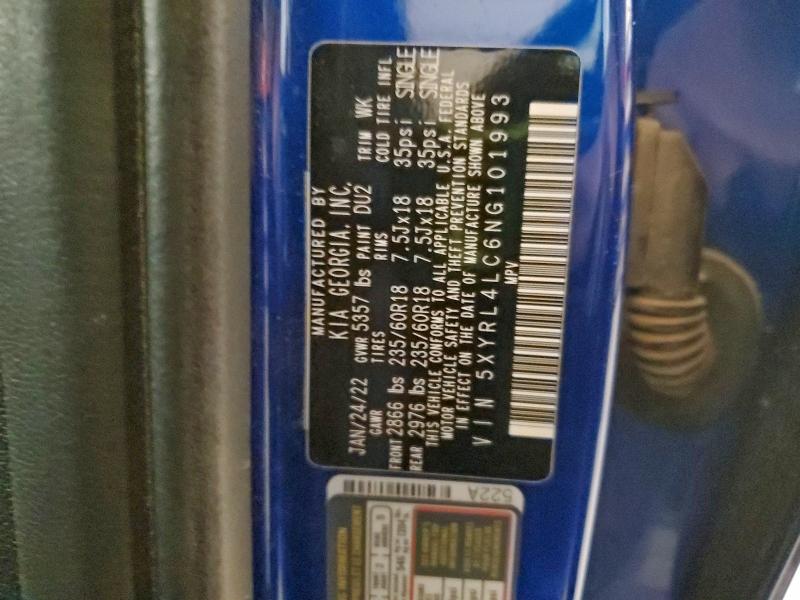 MANUFACTURED BY
KIA GEORGIA, INC.
JAN/24/22 GVWR 5357 lbs PAINT DU2 TRIM WK
GAWR TIRES RIMS COLD TIRE INFL
FRONT 2866 lbs 235/60R18 7.5Jx18 35psi SINGLE
REAR 2976 lbs 235/60R18 7.5Jx18 35psi SINGLE
THIS VEHICLE CONFORMS TO ALL APPLICABLE U.S.A. FEDERAL
MOTOR VEHICLE SAFETY AND THEFT PREVENTION STANDARDS
IN EFFECT ON THE DATE OF MANUFACTURE SHOWN ABOVE
VIN 5XYRL4LC6NG101993
MPV
522A